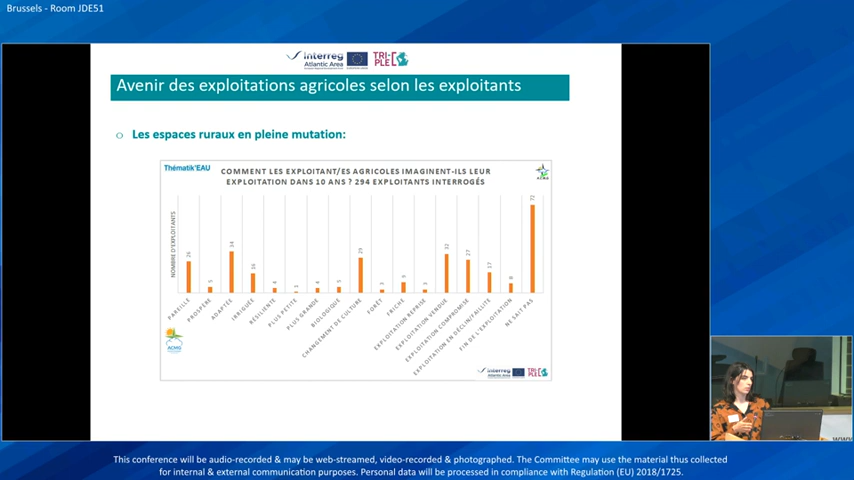 Brussels - Room JDE51
Interreg
Atlantic Area
TRI-
PLE
Avenir des exploitations agricoles selon les exploitants
Les espaces ruraux en pleine mutation:
Thématik'EAU
COMMENT LES EXPLOITANT/ES AGRICOLES IMAGINENT-ILS LEUR
EXPLOITATION DANS 10 ANS ? 294 EXPLOITANTS INTERROGÉS
NOMBRE D'EXPLOITANTS
26
5
34
16
4
1
4
5
29
3
32
27
17
8
72
PAREILLE
PROSPÈRE
ADAPTÉE
IRRIGUÉE
RÉSILIENTE
PLUS PETITE
PLUS GRANDE
BIOLOGIQUE
CHANGEMENT DE CULTURE
FORÊT
FRICHE
EXPLOITATION REPRISE
EXPLOITATION VENDUE
EXPLOITATION COMPROMISE
EXPLOITATION EN DÉCLIN/FAILLITE
FIN DE L'EXPLOITATION
NE SAIT PAS
ACMG
Interreg
TRI-
PLE
This conference will be audio-recorded & may be web-streamed, video-recorded & photographed. The Committee may use the material thus collected
for internal & external communication purposes. Personal data will be processed in compliance with Regulation (EU) 2018/1725.